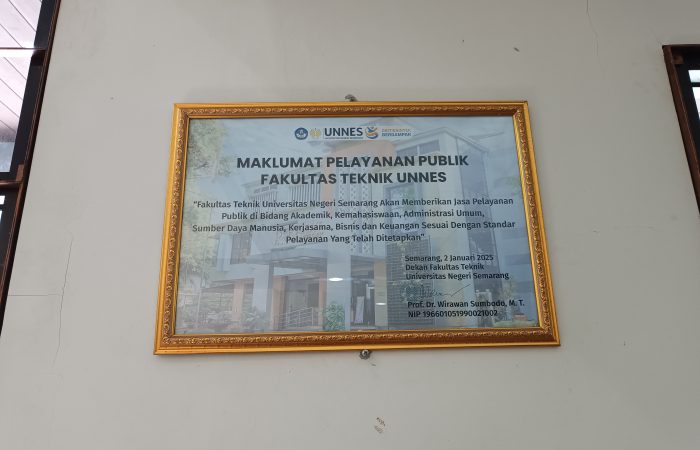 UNNES
BERDAMPAK
MAKLUMAT PELAYANAN PUBLIK
FAKULTAS TEKNIK UNNES
"Fakultas Teknik Universitas Negeri Semarang Akan Memberikan Jasa Pelayanan
Publik di Bidang Akademik, Kemahasiswaan, Administrasi Umum,
Sumber Daya Manusia, Kerjasama, Bisnis dan Keuangan Sesuai Dengan Standar
Pelayanan Yang Telah Ditetapkan"
Semarang, 2 Januari 2025
Dekan Fakultas Teknik
Universitas Negeri Semarang
Prof. Dr. Wirawan Sumbodo, M. T.
NIP 196601051990021002